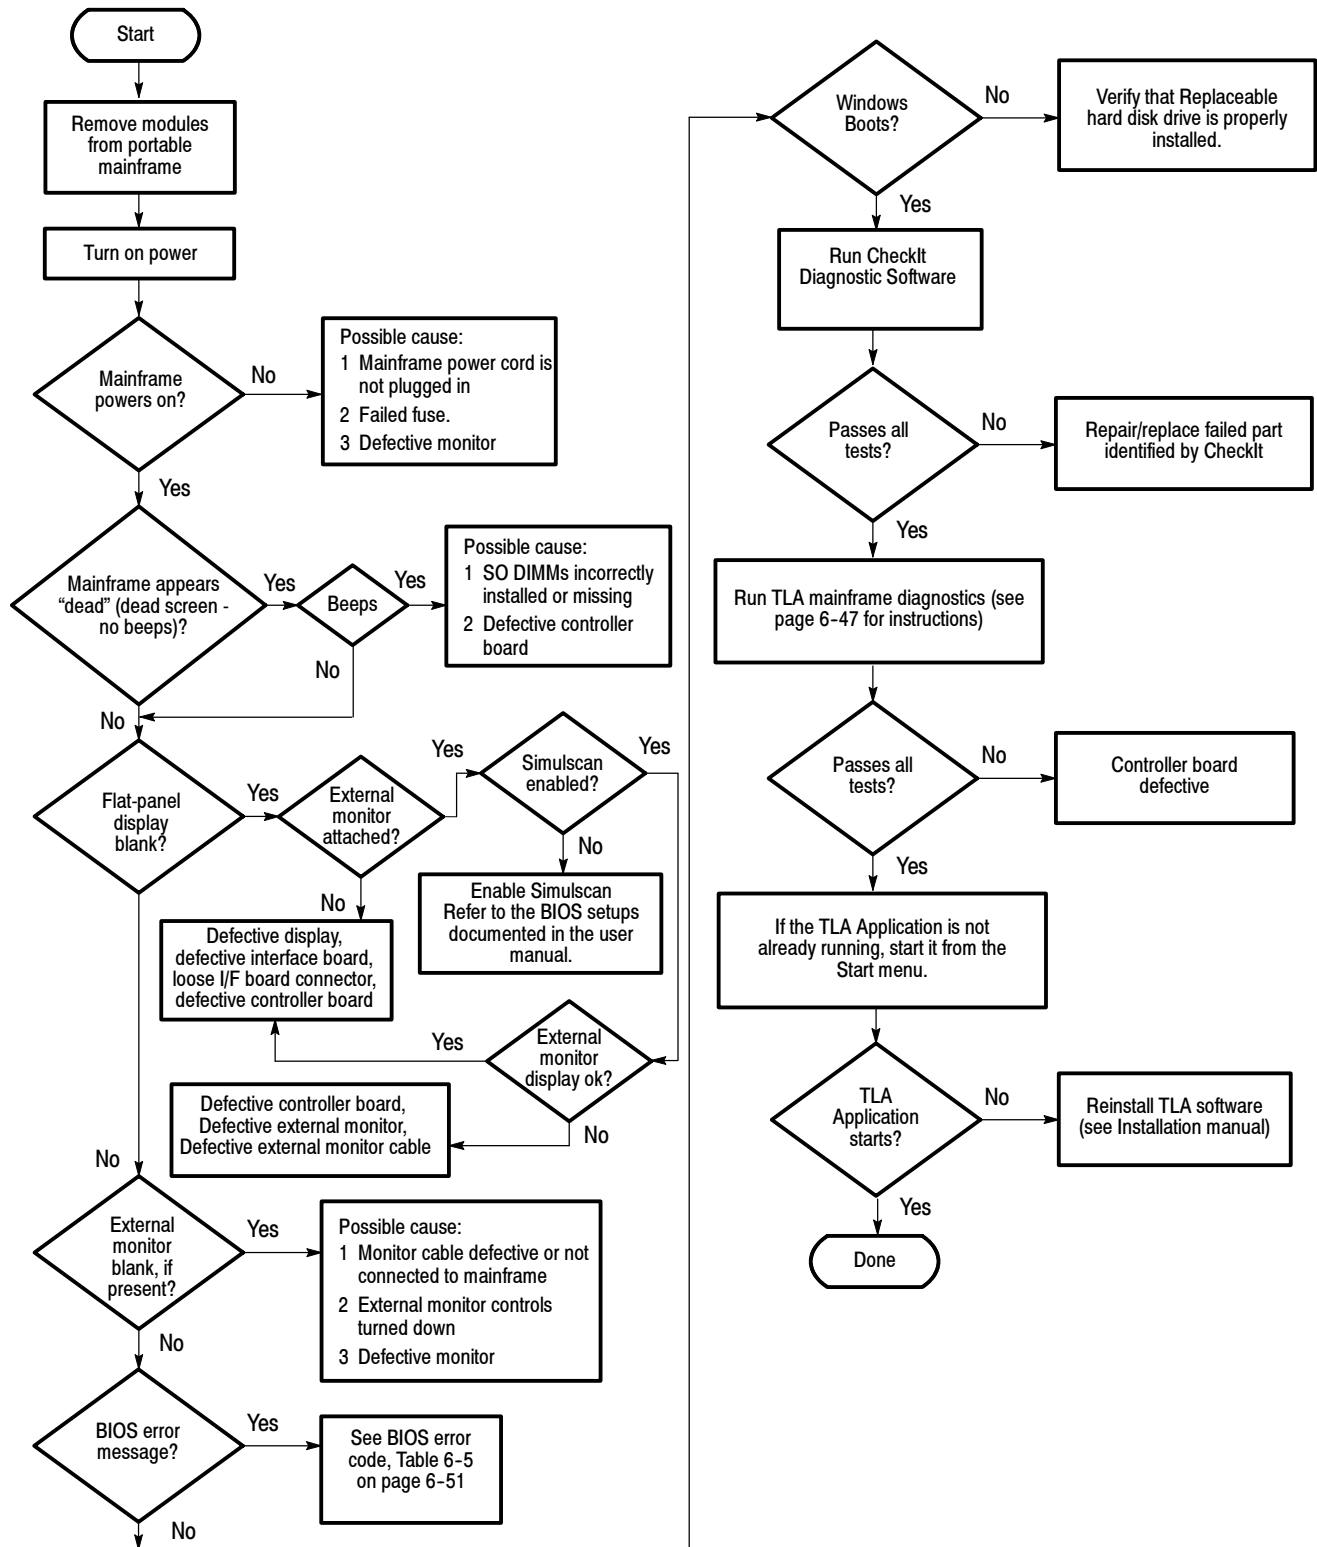 Start
Remove modules
from portable
mainframe
Turn on power
Mainframe
powers on?
No
Possible cause:
1 Mainframe power cord is
not plugged in
2 Failed fuse.
3 Defective monitor
Yes
Mainframe appears
“dead” (dead screen -
no beeps)?
Yes
Beeps
Yes
Possible cause:
1 SO DIMMs incorrectly
installed or missing
2 Defective controller
board
No
No
Flat-panel
display
blank?
Yes
External
monitor
attached?
Yes
Simulscan
enabled?
Yes
No
Enable Simulscan
Refer to the BIOS setups
documented in the user
manual.
No
Defective display,
defective interface board,
loose I/F board connector,
defective controller board
Yes
External
monitor
display ok?
No
Defective controller board,
Defective external monitor,
Defective external monitor cable
No
External
monitor
blank, if
present?
Yes
Possible cause:
1 Monitor cable defective or not
connected to mainframe
2 External monitor controls
turned down
3 Defective monitor
No
BIOS error
message?
Yes
See BIOS error
code, Table 6-5
on page 6-51
No
Windows
Boots?
No
Verify that Replaceable
hard disk drive is properly
installed.
Yes
Run CheckIt
Diagnostic Software
Passes all
tests?
No
Repair/replace failed part
identified by CheckIt
Yes
Run TLA mainframe diagnostics (see
page 6-47 for instructions)
Passes all
tests?
No
Controller board
defective
Yes
If the TLA Application is not
already running, start it from the
Start menu.
TLA
Application
starts?
No
Reinstall TLA software
(see Installation manual)
Yes
Done